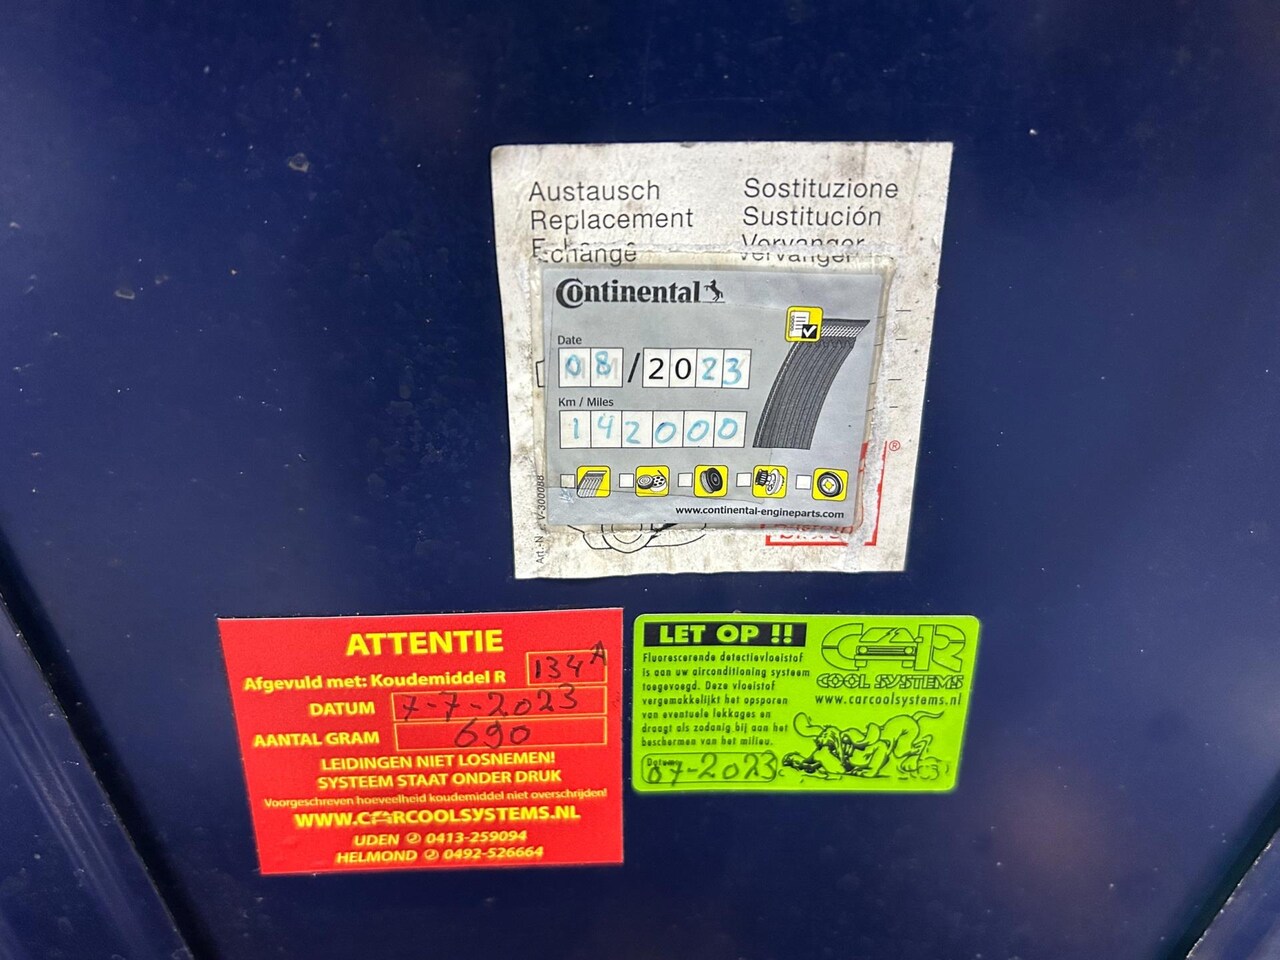 Austausch
Replacement
Echange
Sostituzione
Sustitución
Vervanger
Continental
Date
08/2023
Km / Miles
142000
www.continental-engineparts.com
®
V-300088
ATTENTIE
Afgevuld met: Koudemiddel R 134A
DATUM 7-7-2023
AANTAL GRAM 690
LEIDINGEN NIET LOSNEMEN!
SYSTEEM STAAT ONDER DRUK
Voorgeschreven hoeveelheid koudemiddel niet overschrijden!
WWW.CARCOOLSYSTEMS.NL
UDEN ✆ 0413-259094
HELMOND ✆ 0492-526664
LET OP !!
Fluorescerende detectievloeistof
is aan uw airconditioning systeem
toegevoegd. Deze vloeistof
vergemakkelijkt het opsporen
van eventuele lekkages en
draagt als zodanig bij aan het
beschermen van het milieu.
Datum:
07-2023
CAR
COOL SYSTEMS
www.carcoolsystems.nl